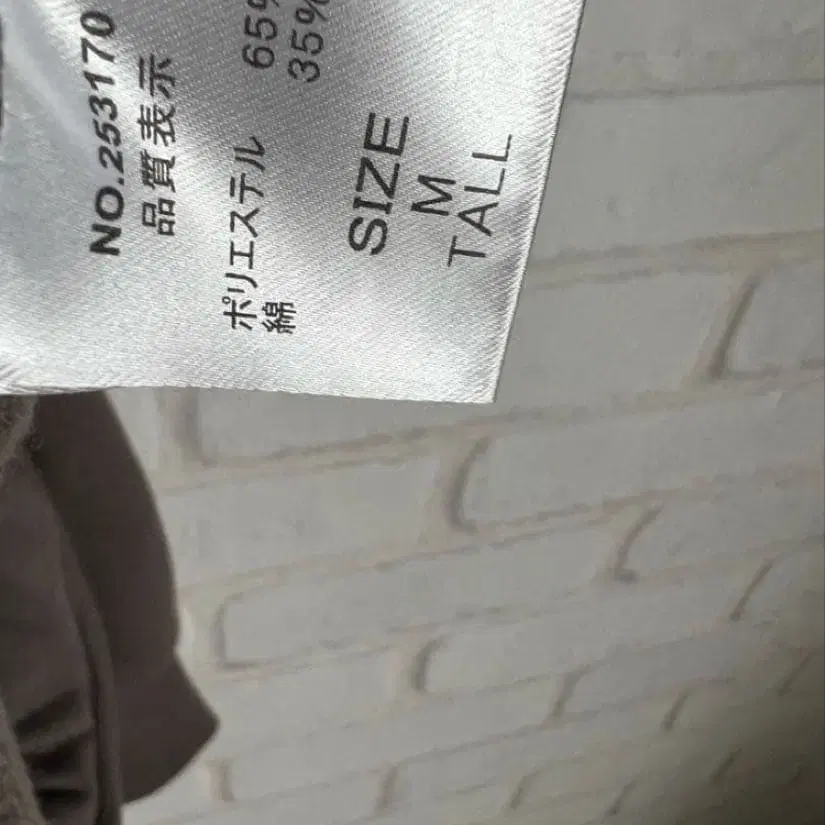 NO.253170
品質表示
ポリエステル 65%
綿 35%
SIZE
M
TALL